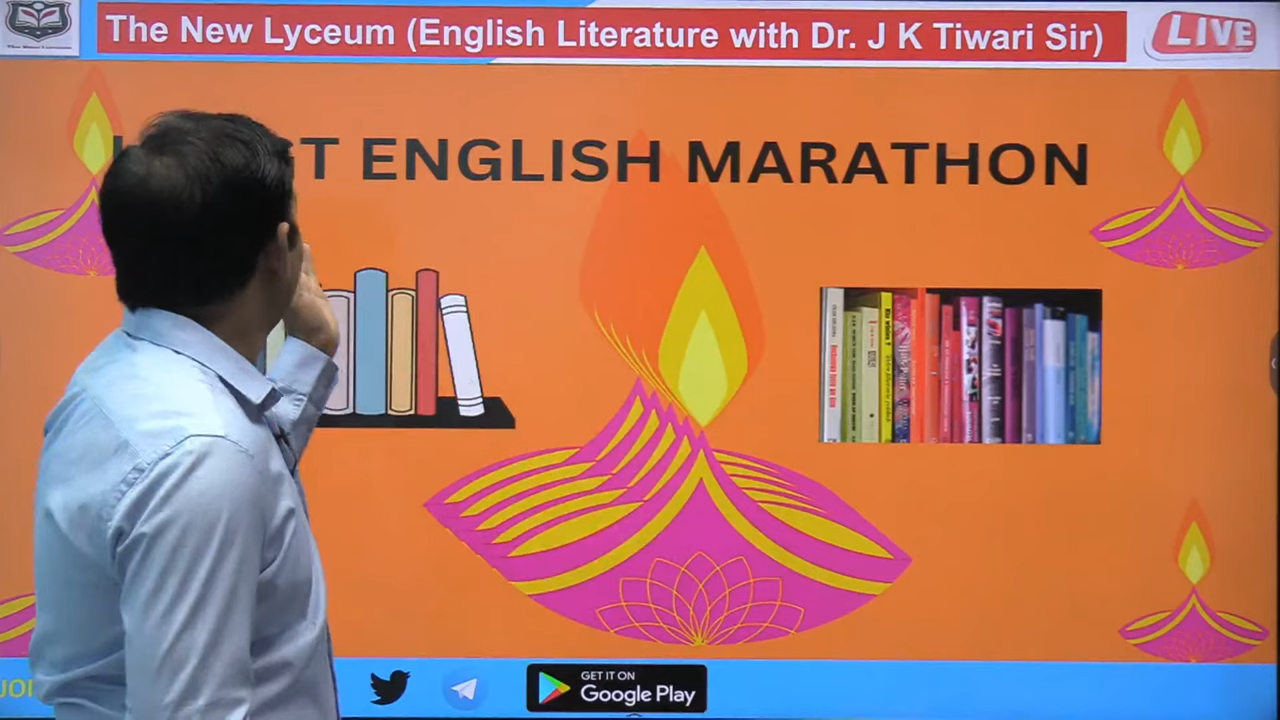 The New Lyceum (English Literature with Dr. J K Tiwari Sir)
LIVE
ENGLISH MARATHON
GET IT ON
Google Play